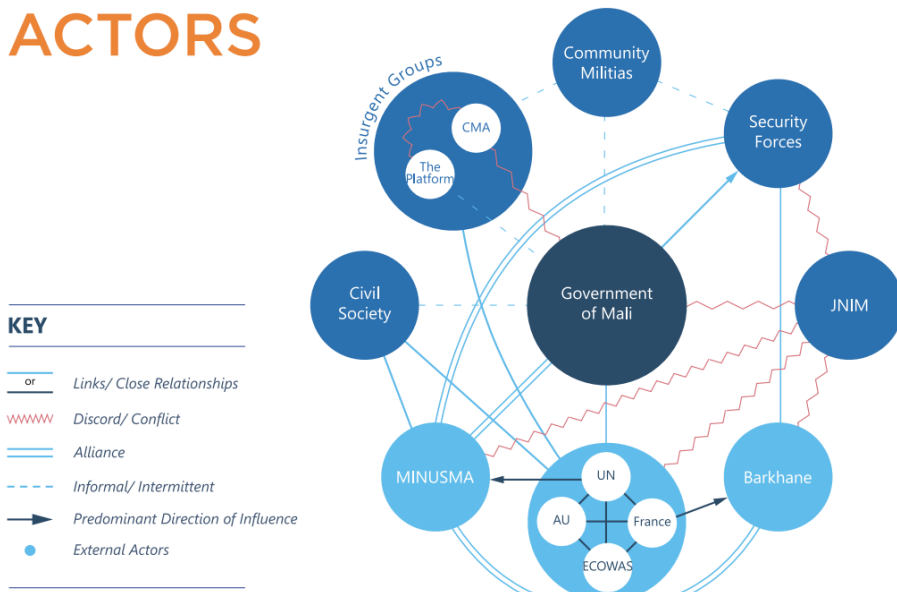 ACTORS
Insurgent Groups
CMA
The
Platform
Community
Militias
Security
Forces
Civil
Society
Government
of Mali
JNIM
MINUSMA
UN
AU
France
ECOWAS
Barkhane
KEY
or
Links/ Close Relationships
Discord/ Conflict
Alliance
Informal/ Intermittent
Predominant Direction of Influence
External Actors